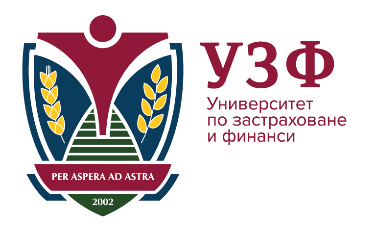 УЗФ
Университет
по застраховане
и финанси
PER ASPERA AD ASTRA
2002